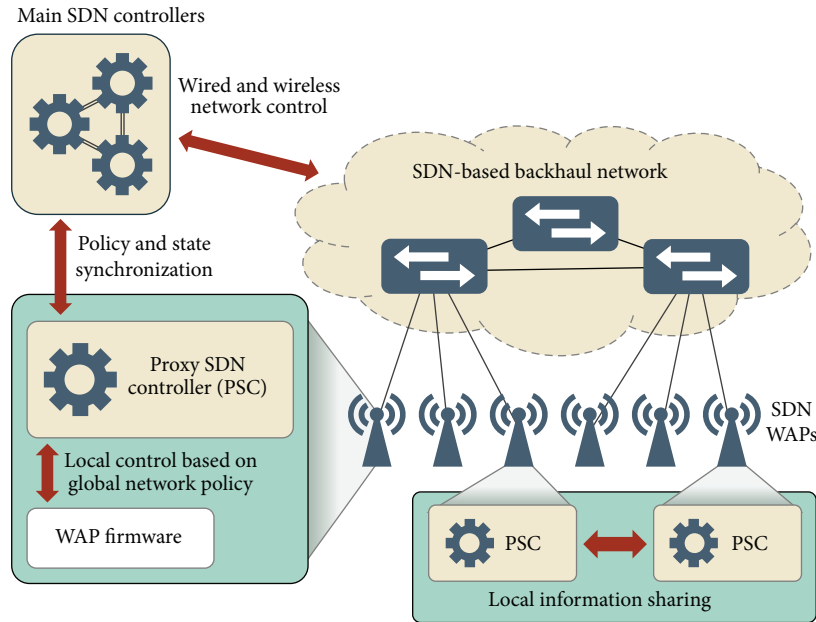 Main SDN controllers
Wired and wireless
network control
SDN-based backhaul network
Policy and state
synchronization
Proxy SDN
controller (PSC)
Local control based on
global network policy
WAP firmware
SDN
WAPs
PSC
PSC
Local information sharing